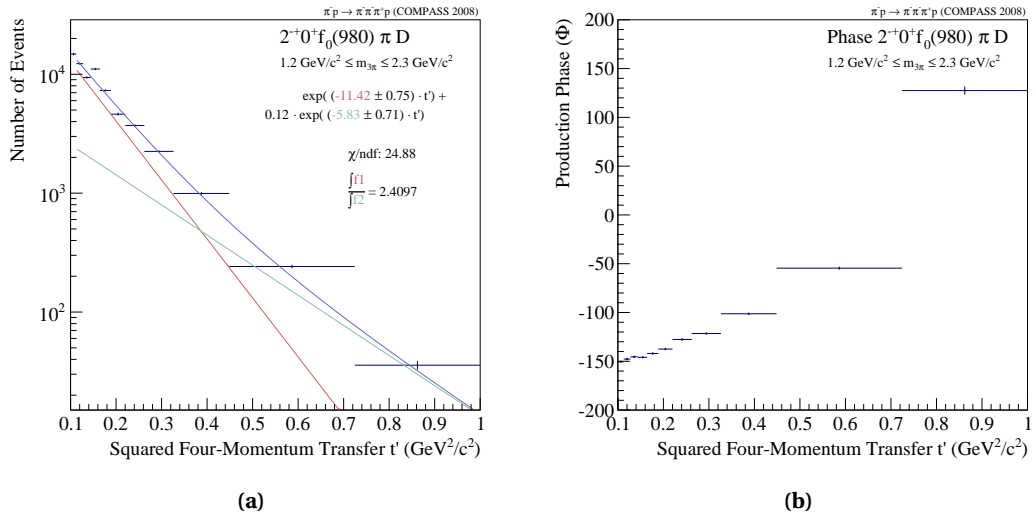 π⁻p → π⁻π⁻π⁺p (COMPASS 2008)
2⁻⁺0⁺f₀(980) π D
1.2 GeV/c² ≤ m₃π ≤ 2.3 GeV/c²
exp( (-11.42 ± 0.75) · t') +
0.12 · exp( (-5.83 ± 0.71) · t')
χ/ndf: 24.88
∫f1
∫f2
= 2.4097
Number of Events
10⁴
10³
10²
0.1 0.2 0.3 0.4 0.5 0.6 0.7 0.8 0.9 1
Squared Four-Momentum Transfer t' (GeV²/c²)
(a)
π⁻p → π⁻π⁻π⁺p (COMPASS 2008)
Phase 2⁻⁺0⁺f₀(980) π D
1.2 GeV/c² ≤ m₃π ≤ 2.3 GeV/c²
Production Phase (Φ)
200
150
100
50
0
-50
-100
-150
-200
0.1 0.2 0.3 0.4 0.5 0.6 0.7 0.8 0.9 1
Squared Four-Momentum Transfer t' (GeV²/c²)
(b)